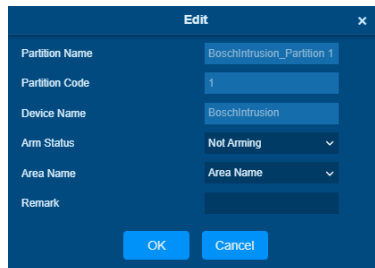 Edit ×
Partition Name BoschIntrusion_Partition 1
Partition Code 1
Device Name BoschIntrusion
Arm Status Not Arming
Area Name Area Name
Remark
OK Cancel